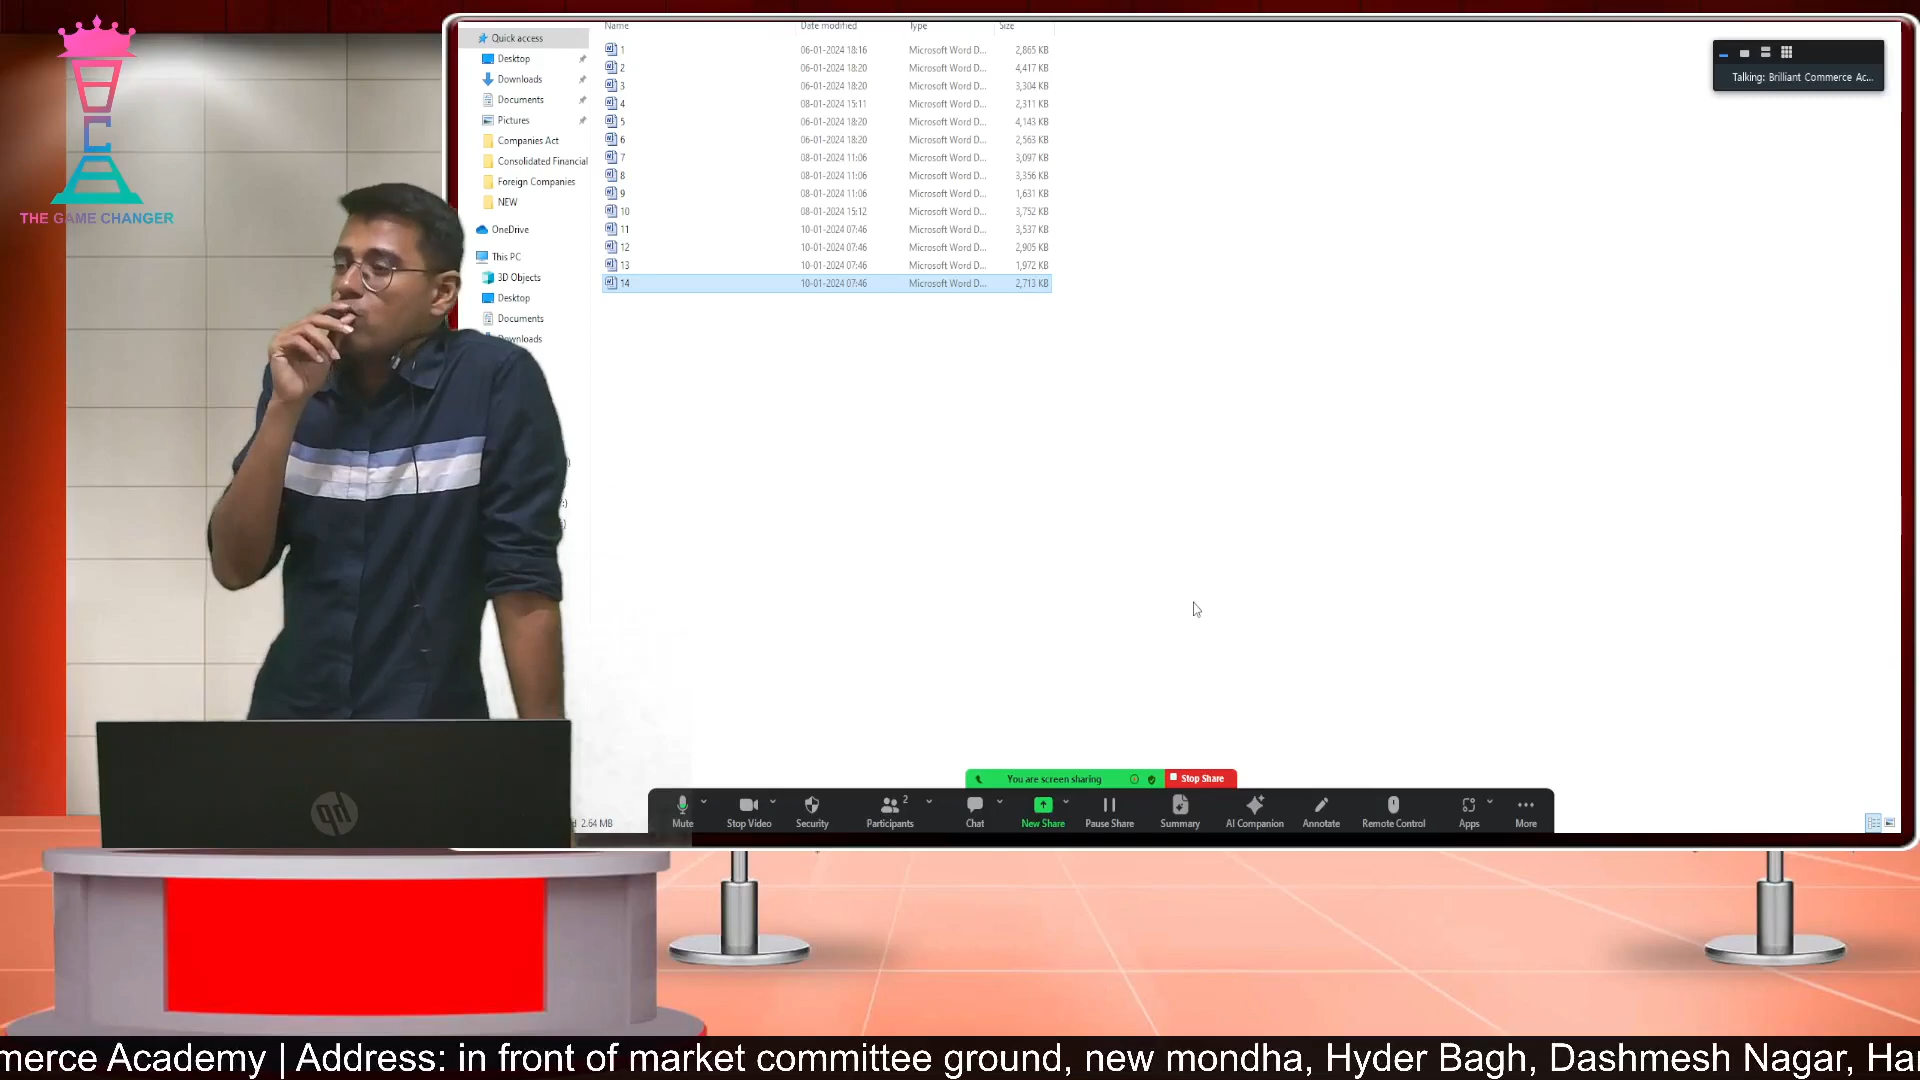 THE GAME CHANGER
Name Date modified Type Size
Quick access
Desktop
Downloads
Documents
Pictures
Companies Act
Consolidated Financial
Foreign Companies
NEW
OneDrive
This PC
3D Objects
Desktop
Documents
Downloads
1 06-01-2024 18:16 Microsoft Word D... 2,865 KB
2 06-01-2024 18:20 Microsoft Word D... 4,417 KB
3 06-01-2024 18:20 Microsoft Word D... 3,304 KB
4 08-01-2024 15:11 Microsoft Word D... 2,311 KB
5 06-01-2024 18:20 Microsoft Word D... 4,143 KB
6 06-01-2024 18:20 Microsoft Word D... 2,563 KB
7 08-01-2024 11:06 Microsoft Word D... 3,097 KB
8 08-01-2024 11:06 Microsoft Word D... 3,356 KB
9 08-01-2024 11:06 Microsoft Word D... 1,631 KB
10 08-01-2024 15:12 Microsoft Word D... 3,752 KB
11 10-01-2024 07:46 Microsoft Word D... 3,537 KB
12 10-01-2024 07:46 Microsoft Word D... 2,905 KB
13 10-01-2024 07:46 Microsoft Word D... 1,972 KB
14 10-01-2024 07:46 Microsoft Word D... 2,713 KB
Talking: Brilliant Commerce Ac...
You are screen sharing Stop Share
2.64 MB
Mute Stop Video Security Participants 2 Chat New Share Pause Share Summary AI Companion Annotate Remote Control Apps More
hp
merce Academy | Address: in front of market committee ground, new mondha, Hyder Bagh, Dashmesh Nagar, Har